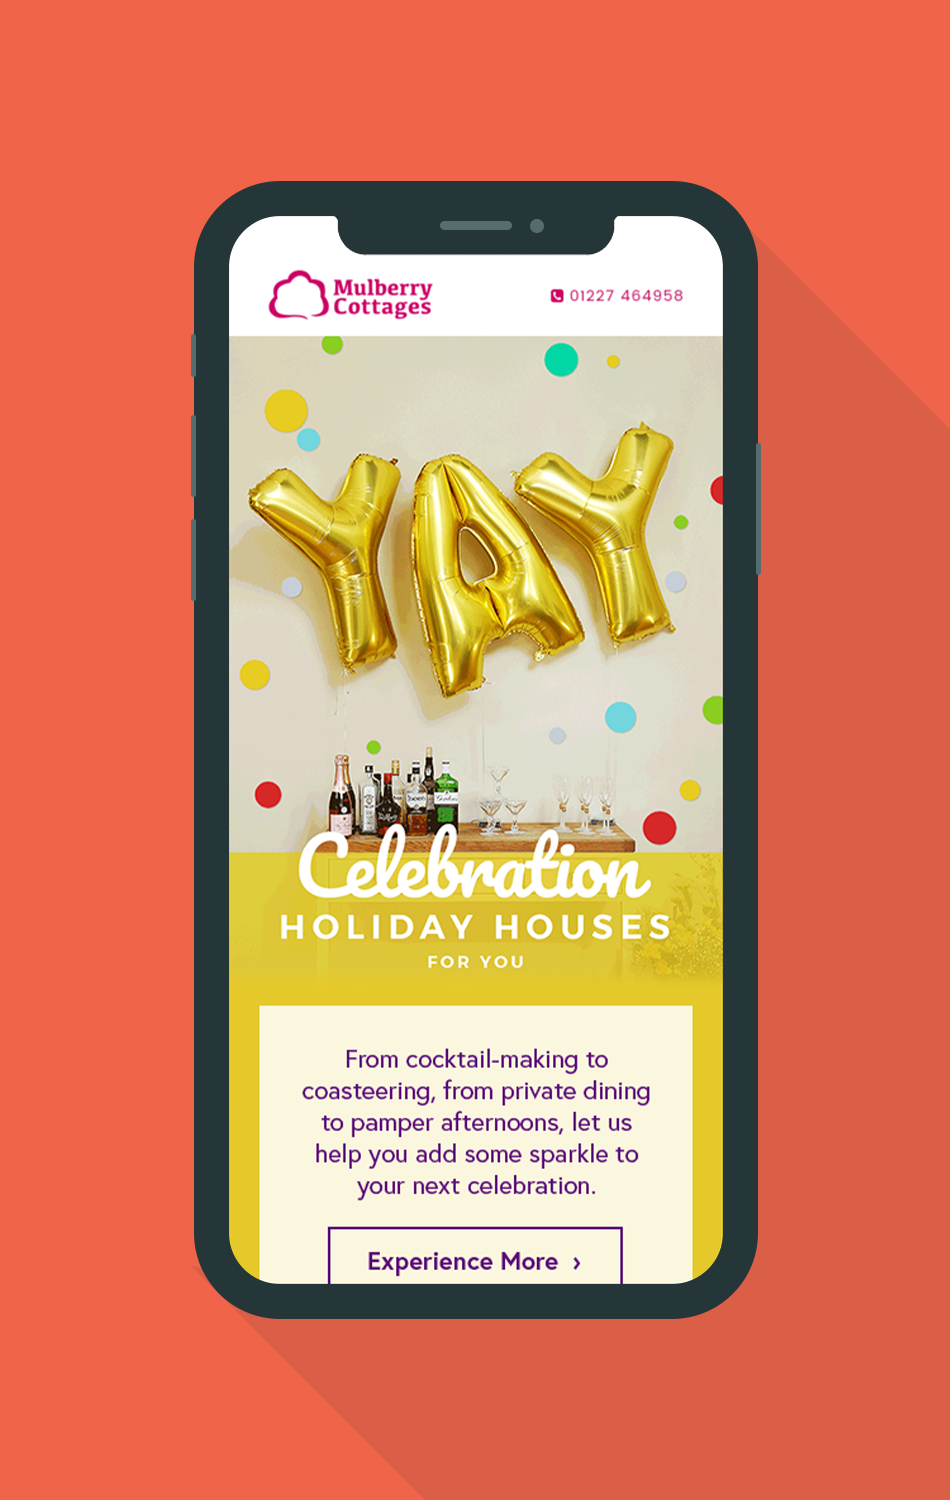 Mulberry
Cottages
01227 464958
YAY
Celebration
HOLIDAY HOUSES
FOR YOU
From cocktail-making to
coasteering, from private dining
to pamper afternoons, let us
help you add some sparkle to
your next celebration.
Experience More ›